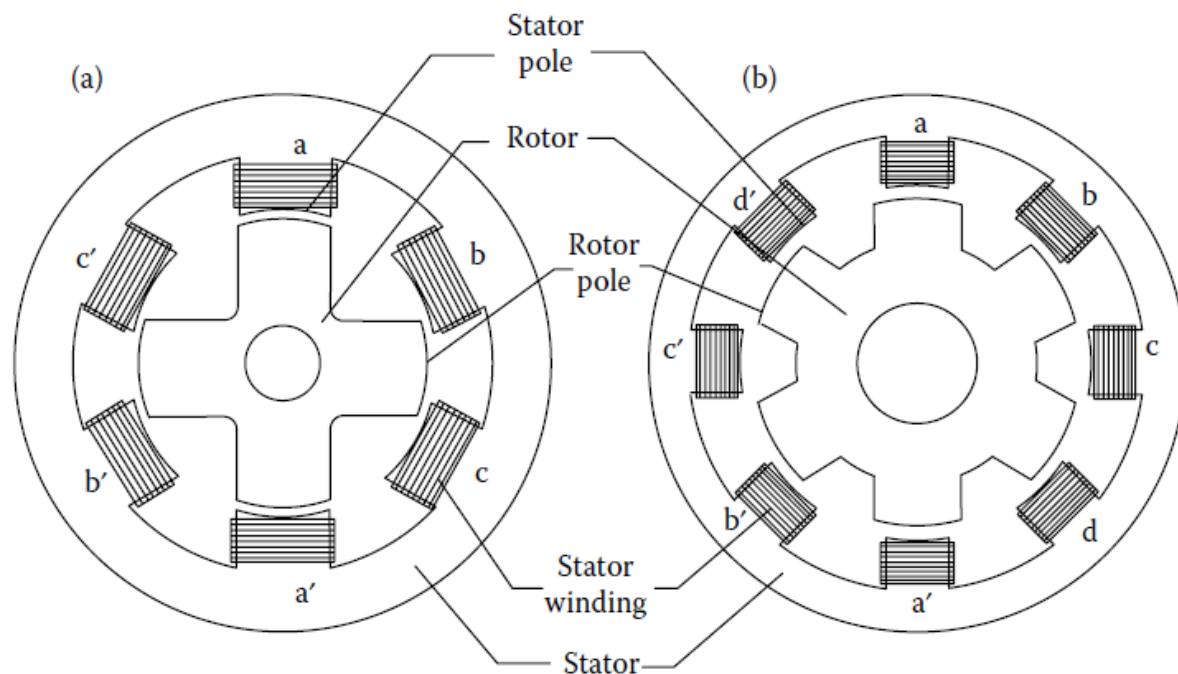 (a)
(b)
Stator
pole
Rotor
Rotor
pole
Stator
winding
Stator
a
b
c
a′
b′
c′
a
b
c
d
a′
b′
c′
d′